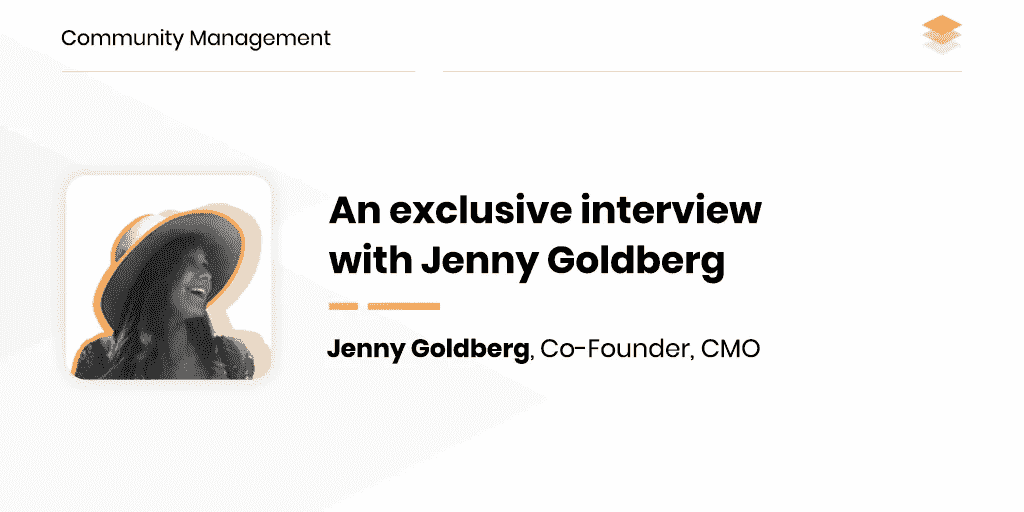 Community Management
An exclusive interview
with Jenny Goldberg
Jenny Goldberg, Co-Founder, CMO